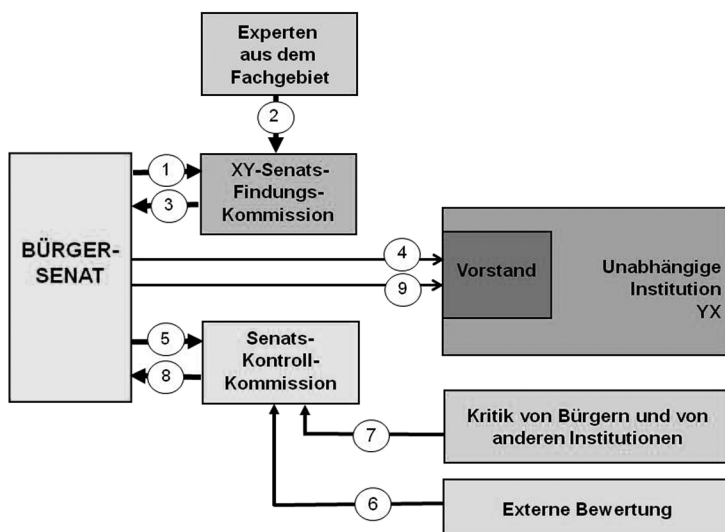 Experten
aus dem
Fachgebiet
2
1
XY-Senats-
Findungs-
Kommission
3
BÜRGER-
SENAT
4
Vorstand
Unabhängige
Institution
YX
9
5
Senats-
Kontroll-
Kommission
8
7
Kritik von Bürgern und von
anderen Institutionen
6
Externe Bewertung